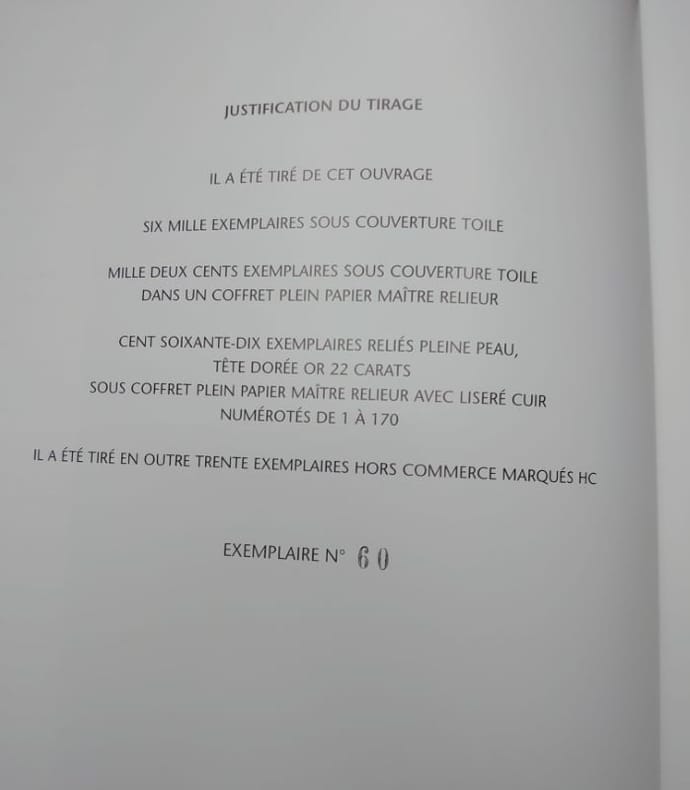 JUSTIFICATION DU TIRAGE
IL A ÉTÉ TIRÉ DE CET OUVRAGE
SIX MILLE EXEMPLAIRES SOUS COUVERTURE TOILE
MILLE DEUX CENTS EXEMPLAIRES SOUS COUVERTURE TOILE
DANS UN COFFRET PLEIN PAPIER MAÎTRE RELIEUR
CENT SOIXANTE-DIX EXEMPLAIRES RELIÉS PLEINE PEAU,
TÊTE DORÉE OR 22 CARATS
SOUS COFFRET PLEIN PAPIER MAÎTRE RELIEUR AVEC LISERÉ CUIR
NUMÉROTÉS DE 1 À 170
IL A ÉTÉ TIRÉ EN OUTRE TRENTE EXEMPLAIRES HORS COMMERCE MARQUÉS HC
EXEMPLAIRE N° 60